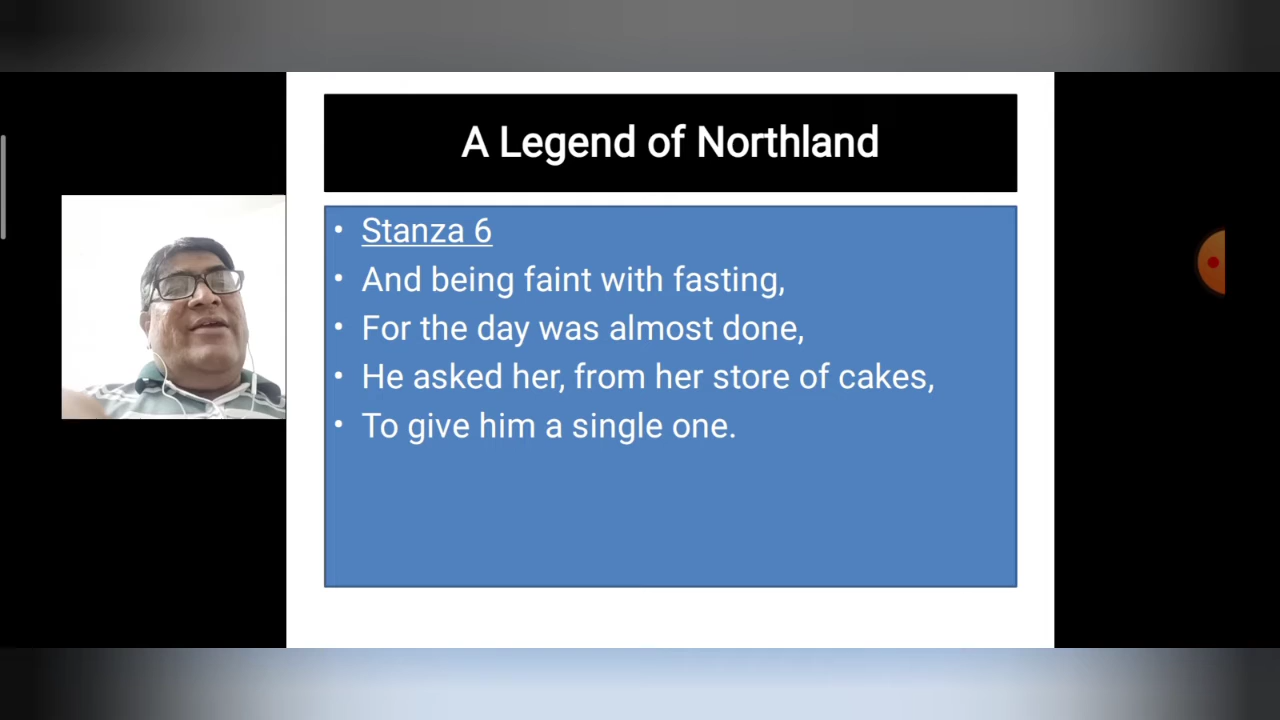 A Legend of Northland
• Stanza 6
• And being faint with fasting,
• For the day was almost done,
• He asked her, from her store of cakes,
• To give him a single one.